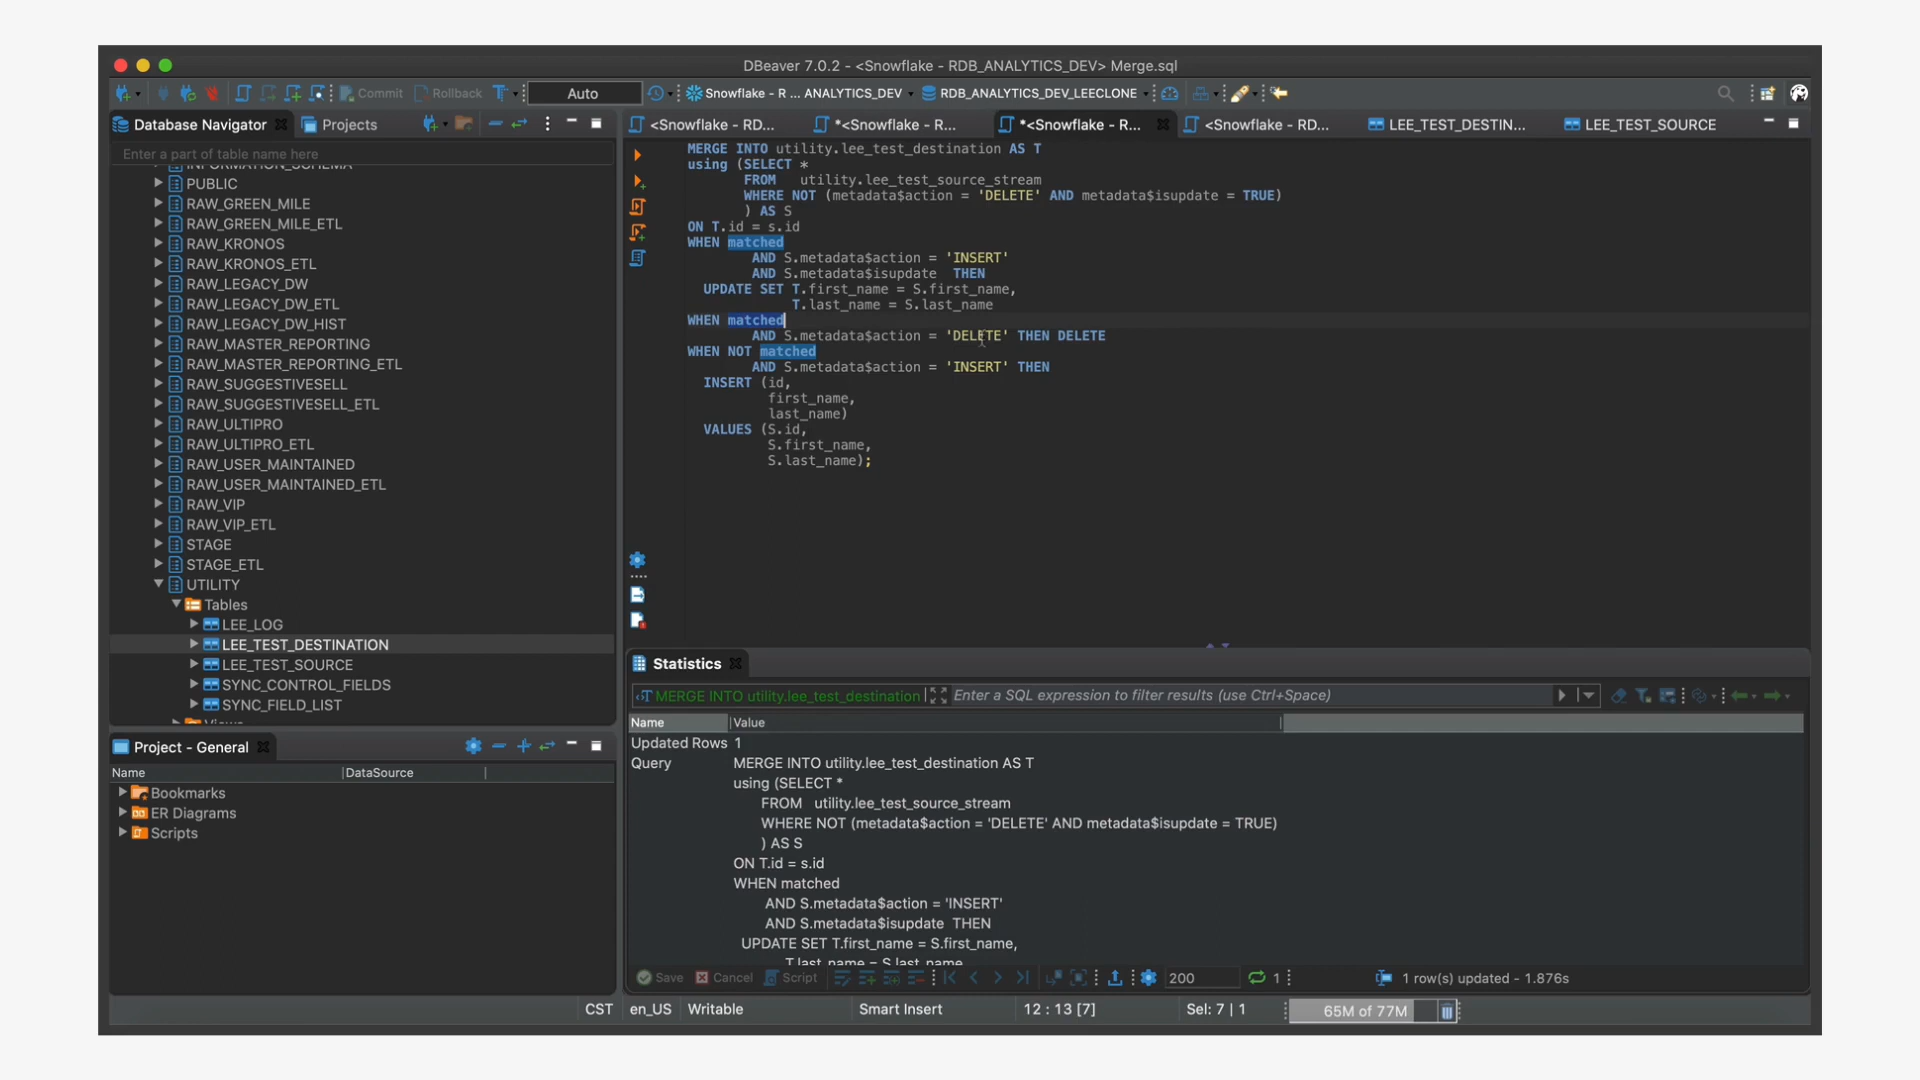 DBeaver 7.0.2 - <Snowflake - RDB_ANALYTICS_DEV> Merge.sql
Commit
Rollback
Auto
Snowflake - R ... ANALYTICS_DEV
RDB_ANALYTICS_DEV_LEECLONE
Database Navigator
Projects
Enter a part of table name here
PUBLIC
RAW_GREEN_MILE
RAW_GREEN_MILE_ETL
RAW_KRONOS
RAW_KRONOS_ETL
RAW_LEGACY_DW
RAW_LEGACY_DW_ETL
RAW_LEGACY_DW_HIST
RAW_MASTER_REPORTING
RAW_MASTER_REPORTING_ETL
RAW_SUGGESTIVESELL
RAW_SUGGESTIVESELL_ETL
RAW_ULTIPRO
RAW_ULTIPRO_ETL
RAW_USER_MAINTAINED
RAW_USER_MAINTAINED_ETL
RAW_VIP
RAW_VIP_ETL
STAGE
STAGE_ETL
UTILITY
Tables
LEE_LOG
LEE_TEST_DESTINATION
LEE_TEST_SOURCE
SYNC_CONTROL_FIELDS
SYNC_FIELD_LIST
Project - General
Name DataSource
Bookmarks
ER Diagrams
Scripts
<Snowflake - RD...
*<Snowflake - R...
*<Snowflake - R...
<Snowflake - RD...
LEE_TEST_DESTIN...
LEE_TEST_SOURCE
MERGE INTO utility.lee_test_destination AS T
using (SELECT *
FROM utility.lee_test_source_stream
WHERE NOT (metadata$action = 'DELETE' AND metadata$isupdate = TRUE)
) AS S
ON T.id = s.id
WHEN matched
AND S.metadata$action = 'INSERT'
AND S.metadata$isupdate THEN
UPDATE SET T.first_name = S.first_name,
T.last_name = S.last_name
WHEN matched
AND S.metadata$action = 'DELETE' THEN DELETE
WHEN NOT matched
AND S.metadata$action = 'INSERT' THEN
INSERT (id,
first_name,
last_name)
VALUES (S.id,
S.first_name,
S.last_name);
Statistics
MERGE INTO utility.lee_test_destination
Enter a SQL expression to filter results (use Ctrl+Space)
Name Value
Updated Rows 1
Query MERGE INTO utility.lee_test_destination AS T
using (SELECT *
FROM utility.lee_test_source_stream
WHERE NOT (metadata$action = 'DELETE' AND metadata$isupdate = TRUE)
) AS S
ON T.id = s.id
WHEN matched
AND S.metadata$action = 'INSERT'
AND S.metadata$isupdate THEN
UPDATE SET T.first_name = S.first_name,
T.last_name = S.last_name
Save Cancel Script 200 1 1 row(s) updated - 1.876s
CST en_US Writable Smart Insert 12 : 13 [7] Sel: 7 | 1 65M of 77M